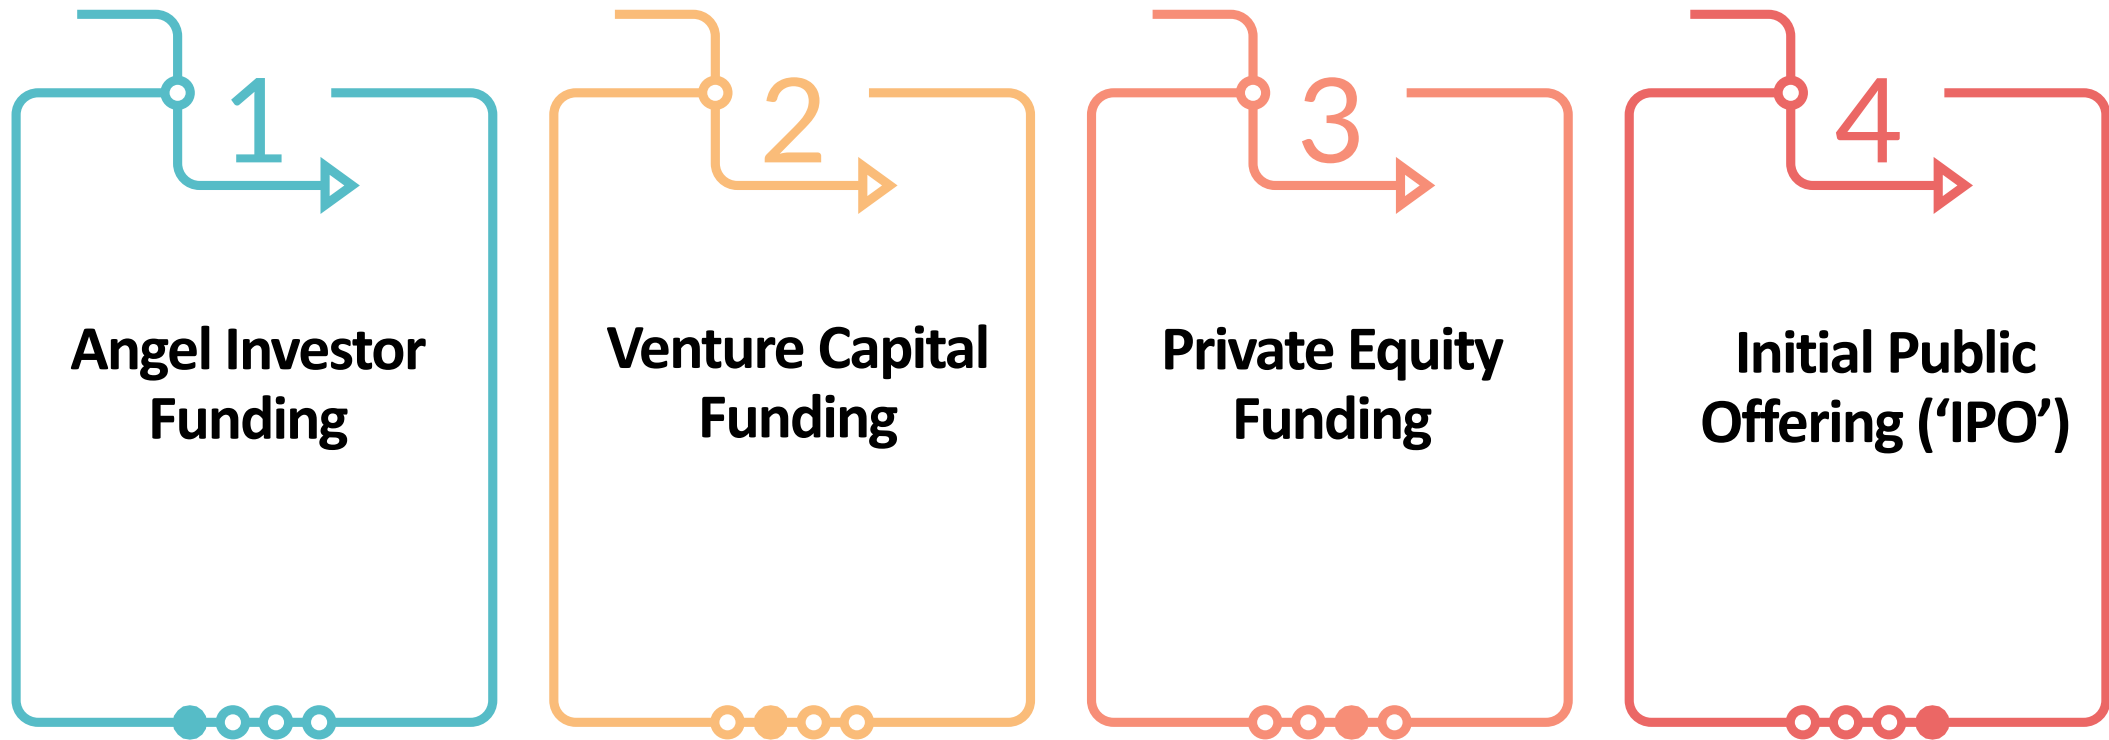 1
Angel Investor
Funding
2
Venture Capital
Funding
3
Private Equity
Funding
4
Initial Public
Offering (‘IPO’)